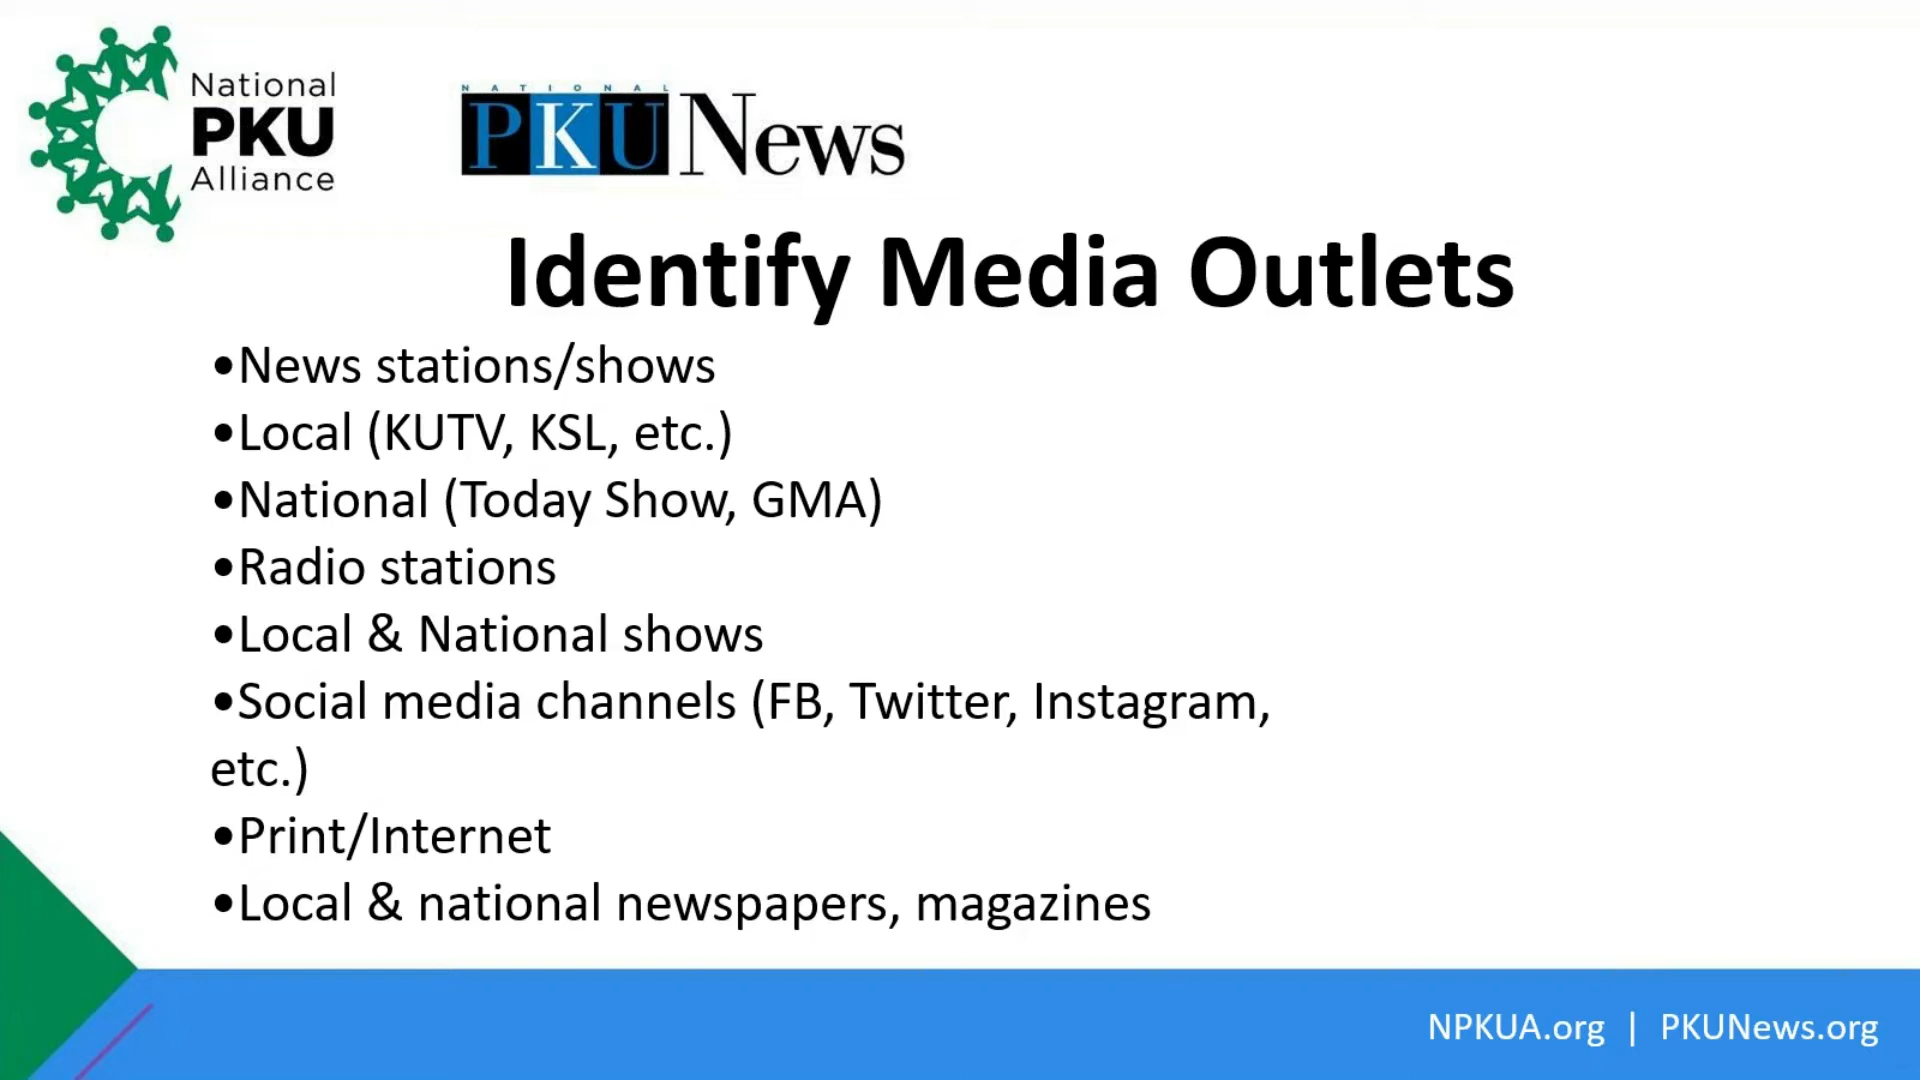 National
PKU
Alliance
NATIONAL
PKU News
Identify Media Outlets
•News stations/shows
•Local (KUTV, KSL, etc.)
•National (Today Show, GMA)
•Radio stations
•Local & National shows
•Social media channels (FB, Twitter, Instagram,
etc.)
•Print/Internet
•Local & national newspapers, magazines
NPKUA.org | PKUNews.org